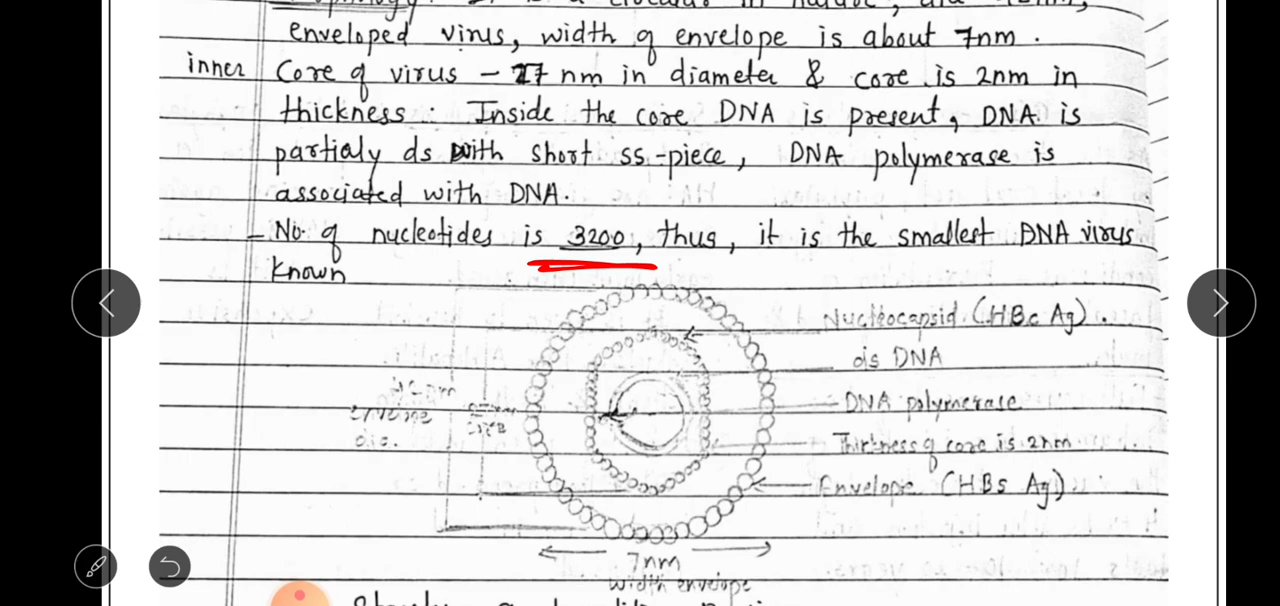 enveloped virus, width of envelope is about 7nm.
inner Core of virus - 27 nm in diameter & core is 2nm in
thickness. Inside the core DNA is present, DNA is
partialy ds with short ss-piece, DNA polymerase is
associated with DNA.
- No. of nucleotides is 3200, thus, it is the smallest DNA virus
known
Nucleocapsid (HBc Ag).
ds DNA
DNA polymerase
Thickness of core is 2nm
Envelope (HBs Ag)
envelope
dia.
core
7nm
width envelope